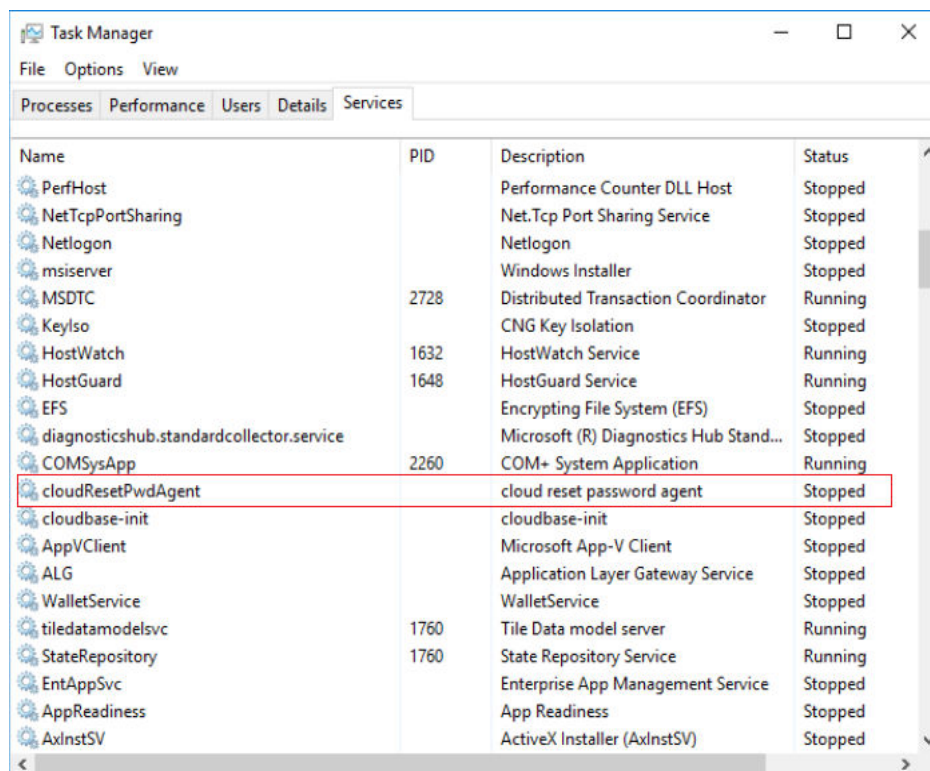 Task Manager
File Options View
Processes Performance Users Details Services
Name PID Description Status
PerfHost Performance Counter DLL Host Stopped
NetTcpPortSharing Net.Tcp Port Sharing Service Stopped
Netlogon Netlogon Stopped
msiserver Windows Installer Stopped
MSDTC 2728 Distributed Transaction Coordinator Running
KeyIso CNG Key Isolation Stopped
HostWatch 1632 HostWatch Service Running
HostGuard 1648 HostGuard Service Running
EFS Encrypting File System (EFS) Stopped
diagnosticshub.standardcollector.service Microsoft (R) Diagnostics Hub Stand... Stopped
COMSysApp 2260 COM+ System Application Running
cloudResetPwdAgent cloud reset password agent Stopped
cloudbase-init cloudbase-init Stopped
AppVClient Microsoft App-V Client Stopped
ALG Application Layer Gateway Service Stopped
WalletService WalletService Stopped
tiledatamodelsvc 1760 Tile Data model server Running
StateRepository 1760 State Repository Service Running
EntAppSvc Enterprise App Management Service Stopped
AppReadiness App Readiness Stopped
AxInstSV ActiveX Installer (AxInstSV) Stopped